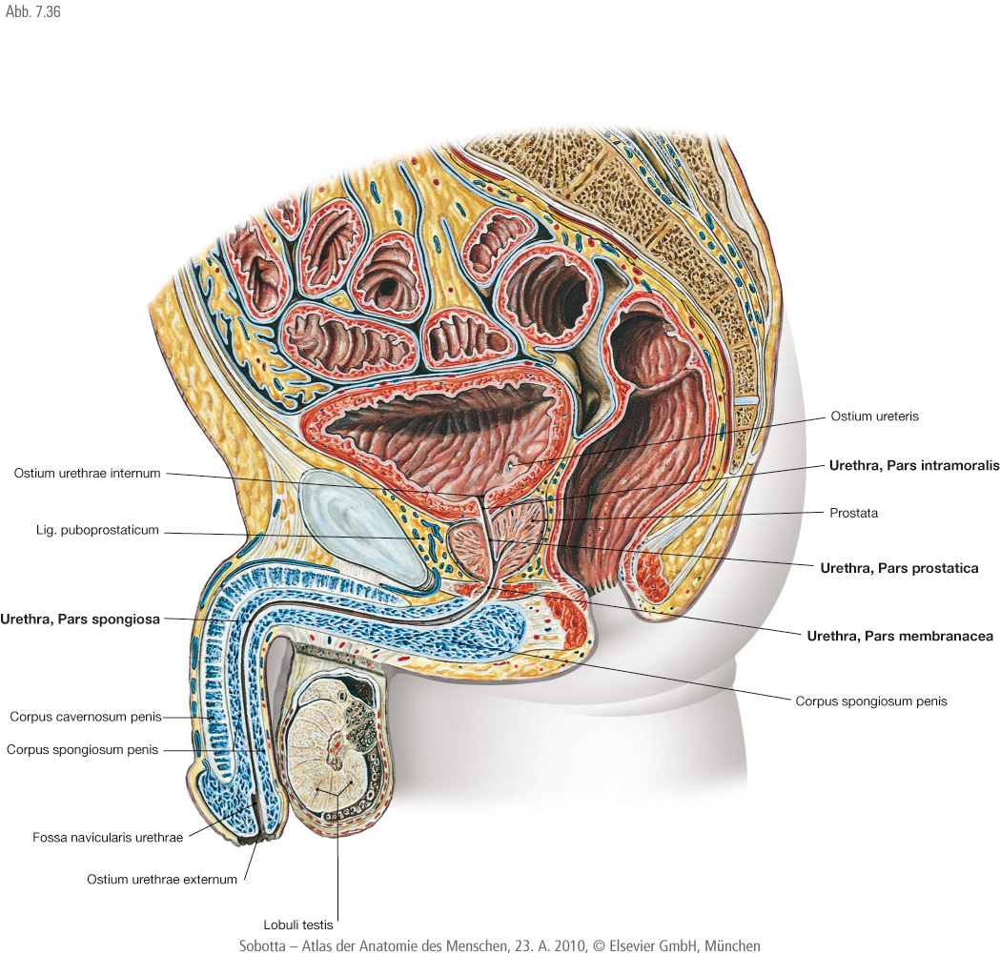 Abb. 7.36
Ostium ureteris
Urethra, Pars intramoralis
Ostium urethrae internum
Prostata
Lig. puboprostaticum
Urethra, Pars prostatica
Urethra, Pars spongiosa
Urethra, Pars membranacea
Corpus spongiosum penis
Corpus cavernosum penis
Corpus spongiosum penis
Fossa navicularis urethrae
Ostium urethrae externum
Lobuli testis
Sobotta – Atlas der Anatomie des Menschen, 23. A. 2010, © Elsevier GmbH, München